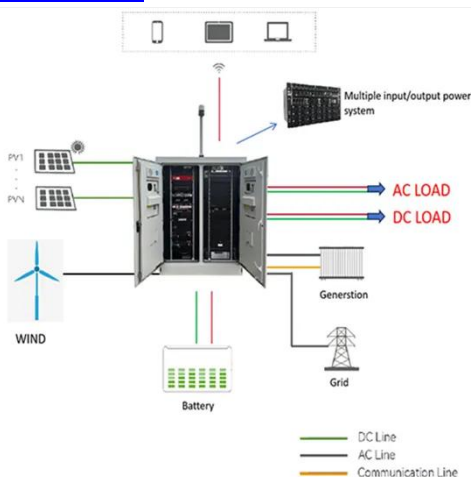 Multiple input/output power
system
PV1
PVN
AC LOAD
DC LOAD
WIND
Generstion
Battery
Grid
DC Line
AC Line
Communication Line